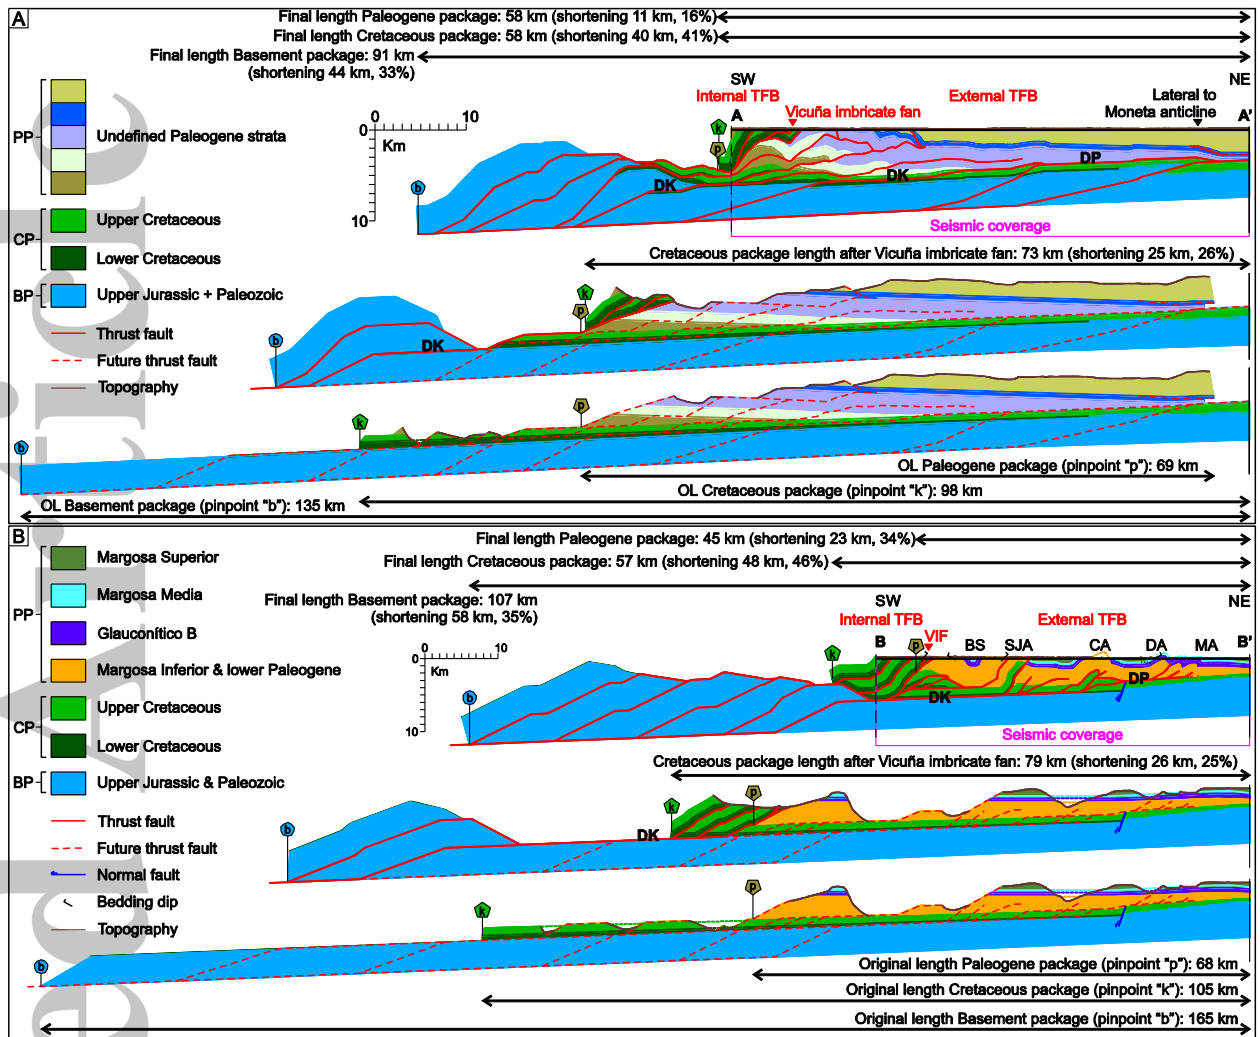 A
Final length Paleogene package: 58 km (shortening 11 km, 16%)
Final length Cretaceous package: 58 km (shortening 40 km, 41%)
Final length Basement package: 91 km
(shortening 44 km, 33%)
SW
NE
Internal TFB
External TFB
Lateral to
Moneta anticline
A
Vicuña imbricate fan
A'
0
10
Km
0
10
k
p
b
DK
DK
DP
Seismic coverage
PP
Undefined Paleogene strata
CP
Upper Cretaceous
Lower Cretaceous
BP
Upper Jurassic + Paleozoic
Thrust fault
Future thrust fault
Topography
Cretaceous package length after Vicuña imbricate fan: 73 km (shortening 25 km, 26%)
k
p
b
DK
p
k
b
OL Paleogene package (pinpoint "p"): 69 km
OL Cretaceous package (pinpoint "k"): 98 km
OL Basement package (pinpoint "b"): 135 km
B
Final length Paleogene package: 45 km (shortening 23 km, 34%)
Final length Cretaceous package: 57 km (shortening 48 km, 46%)
Final length Basement package: 107 km
(shortening 58 km, 35%)
SW
NE
Internal TFB
External TFB
B
VIF
BS
SJA
CA
DA
MA
B'
0
10
Km
0
10
k
p
b
DK
DP
Seismic coverage
PP
Margosa Superior
Margosa Media
Glauconítico B
Margosa Inferior & lower Paleogene
CP
Upper Cretaceous
Lower Cretaceous
BP
Upper Jurassic & Paleozoic
Thrust fault
Future thrust fault
Normal fault
Bedding dip
Topography
Cretaceous package length after Vicuña imbricate fan: 79 km (shortening 26 km, 25%)
k
p
b
DK
p
k
b
Original length Paleogene package (pinpoint "p"): 68 km
Original length Cretaceous package (pinpoint "k"): 105 km
Original length Basement package (pinpoint "b"): 165 km
ed Article